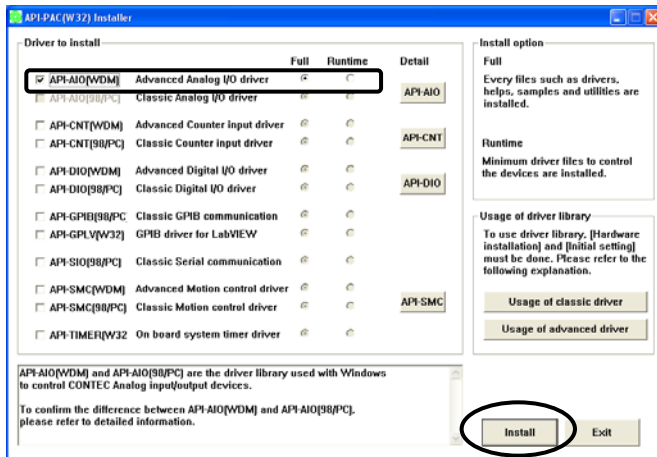 API-PAC(W32) Installer
Driver to install
Full Runtime Detail
API-AIO(WDM) Advanced Analog I/O driver
API-AIO(98/PC) Classic Analog I/O driver
API-AIO
API-CNT(WDM) Advanced Counter input driver
API-CNT(98/PC) Classic Counter input driver
API-CNT
API-DIO(WDM) Advanced Digital I/O driver
API-DIO(98/PC) Classic Digital I/O driver
API-DIO
API-GPIB(98/PC Classic GPIB communication
API-GPLV(W32) GPIB driver for LabVIEW
API-SIO(98/PC) Classic Serial communication
API-SMC(WDM) Advanced Motion control driver
API-SMC(98/PC) Classic Motion control driver
API-SMC
API-TIMER(W32 On board system timer driver
Install option
Full
Every files such as drivers,
helps, samples and utilities are
installed.
Runtime
Minimum driver files to control
the devices are installed.
Usage of driver library
To use driver library, [Hardware
installation] and [Initial setting]
must be done. Please refer to the
following explanation.
Usage of classic driver
Usage of advanced driver
API-AIO(WDM) and API-AIO(98/PC) are the driver library used with Windows
to control CONTEC Analog input/output devices.
To confirm the difference between API-AIO(WDM) and API-AIO(98/PC),
please refer to detailed information.
Install
Exit